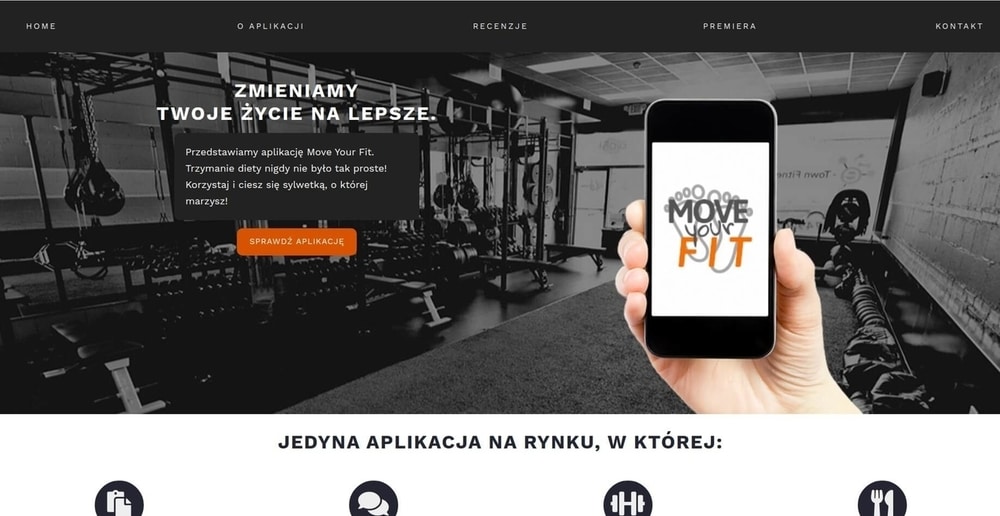 HOME
O APLIKACJI
RECENZJE
PREMIERA
KONTAKT
ZMIENIAMY
TWOJE ŻYCIE NA LEPSZE.
Przedstawiamy aplikację Move Your Fit.
Trzymanie diety nigdy nie było tak proste!
Korzystaj i ciesz się sylwetką, o której
marzysz!
SPRAWDŹ APLIKACJĘ
MOVE
your
FIT
Town Fitne
JEDYNA APLIKACJA NA RYNKU, W KTÓREJ: